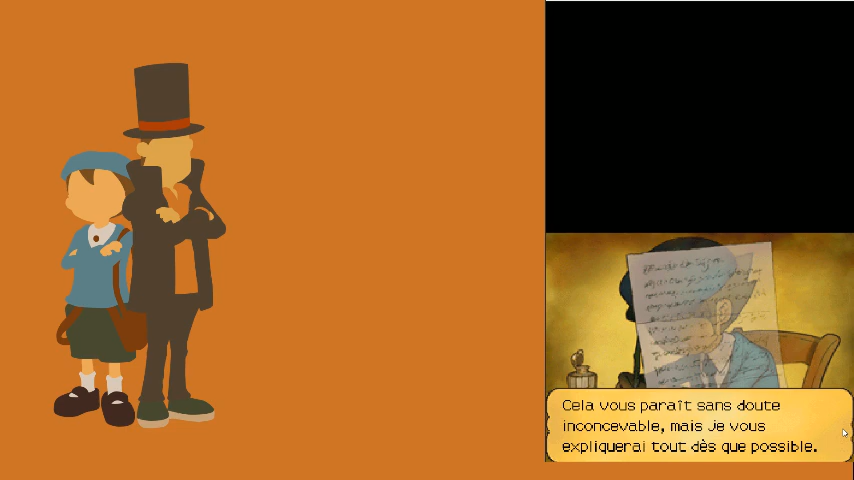 Cela vous paraît sans doute
inconcevable, mais je vous
expliquerai tout dès que possible.